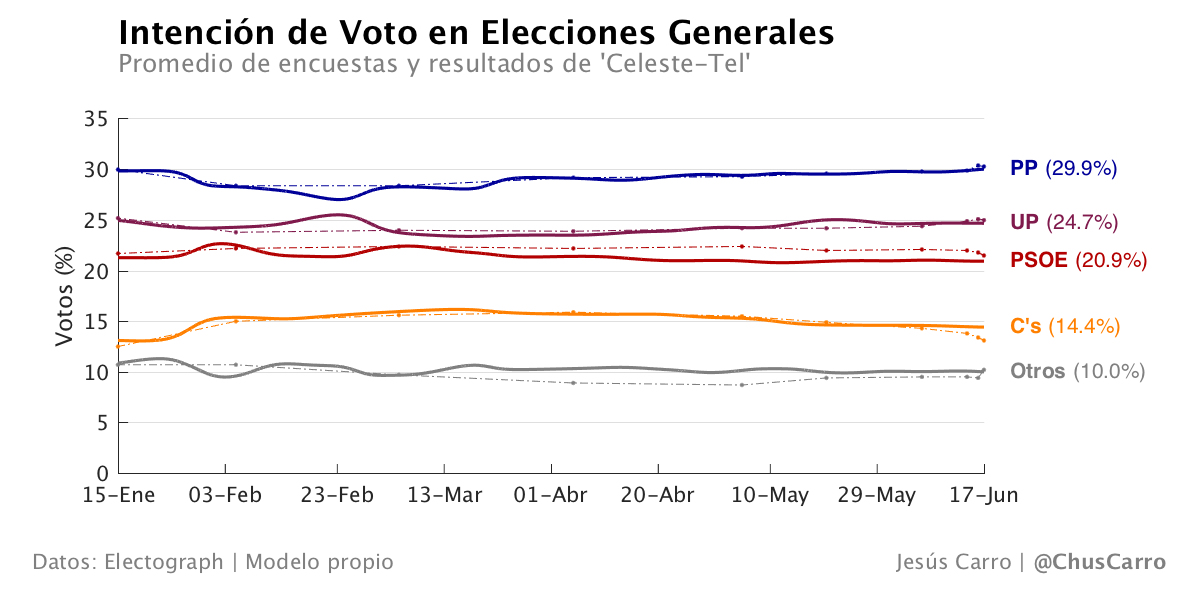 Intención de Voto en Elecciones Generales
Promedio de encuestas y resultados de 'Celeste-Tel'
Votos (%)
35
30
25
20
15
10
5
0
15-Ene 03-Feb 23-Feb 13-Mar 01-Abr 20-Abr 10-May 29-May 17-Jun
PP (29.9%)
UP (24.7%)
PSOE (20.9%)
C's (14.4%)
Otros (10.0%)
Datos: Electograph | Modelo propio
Jesús Carro | @ChusCarro